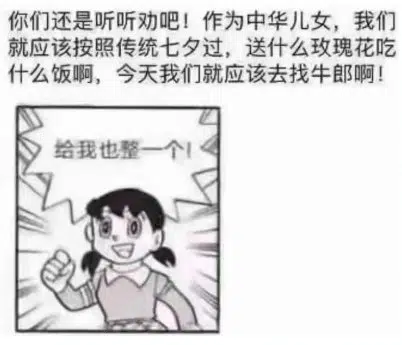 你们还是听听劝吧！作为中华儿女，我们
就应该按照传统七夕过，送什么玫瑰花吃
什么饭啊，今天我们就应该去找牛郎啊！
给我也整一个！